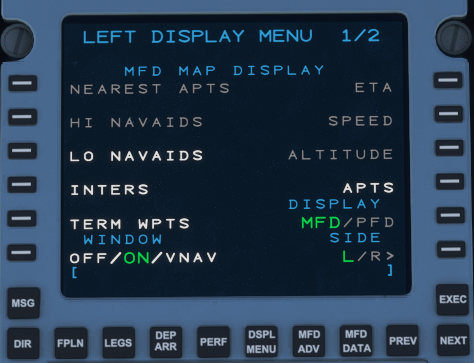 LEFT DISPLAY MENU 1/2
MFD MAP DISPLAY
NEAREST APTS ETA
HI NAVAIDS SPEED
LO NAVAIDS ALTITUDE
INTERS APTS
DISPLAY
TERM WPTS MFD/PFD
WINDOW SIDE
OFF/ON/VNAV L/R>
[ ]
MSG EXEC
DIR FPLN LEGS DEP ARR PERF DSPL MENU MFD ADV MFD DATA PREV NEXT